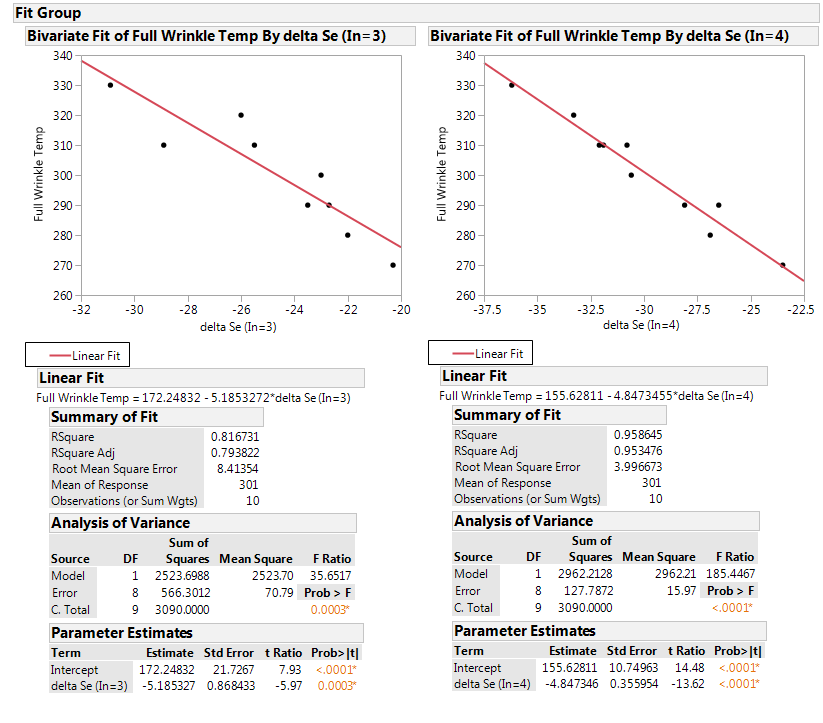 Fit Group
Bivariate Fit of Full Wrinkle Temp By delta Se (In=3)
340
330
320
310
300
290
280
270
260
Full Wrinkle Temp
-32 -30 -28 -26 -24 -22 -20
delta Se (In=3)
Linear Fit
Linear Fit
Full Wrinkle Temp = 172.24832 - 5.1853272*delta Se (In=3)
Summary of Fit
RSquare 0.816731
RSquare Adj 0.793822
Root Mean Square Error 8.41354
Mean of Response 301
Observations (or Sum Wgts) 10
Analysis of Variance
Sum of
Source DF Squares Mean Square F Ratio
Model 1 2523.6988 2523.70 35.6517
Error 8 566.3012 70.79 Prob > F
C. Total 9 3090.0000 0.0003*
Parameter Estimates
Term Estimate Std Error t Ratio Prob>|t|
Intercept 172.24832 21.7267 7.93 <.0001*
delta Se (In=3) -5.185327 0.868433 -5.97 0.0003*
Bivariate Fit of Full Wrinkle Temp By delta Se (In=4)
340
330
320
310
300
290
280
270
260
Full Wrinkle Temp
-37.5 -35 -32.5 -30 -27.5 -25 -22.5
delta Se (In=4)
Linear Fit
Linear Fit
Full Wrinkle Temp = 155.62811 - 4.8473455*delta Se (In=4)
Summary of Fit
RSquare 0.958645
RSquare Adj 0.953476
Root Mean Square Error 3.996673
Mean of Response 301
Observations (or Sum Wgts) 10
Analysis of Variance
Sum of
Source DF Squares Mean Square F Ratio
Model 1 2962.2128 2962.21 185.4467
Error 8 127.7872 15.97 Prob > F
C. Total 9 3090.0000 <.0001*
Parameter Estimates
Term Estimate Std Error t Ratio Prob>|t|
Intercept 155.62811 10.74963 14.48 <.0001*
delta Se (In=4) -4.847346 0.355954 -13.62 <.0001*